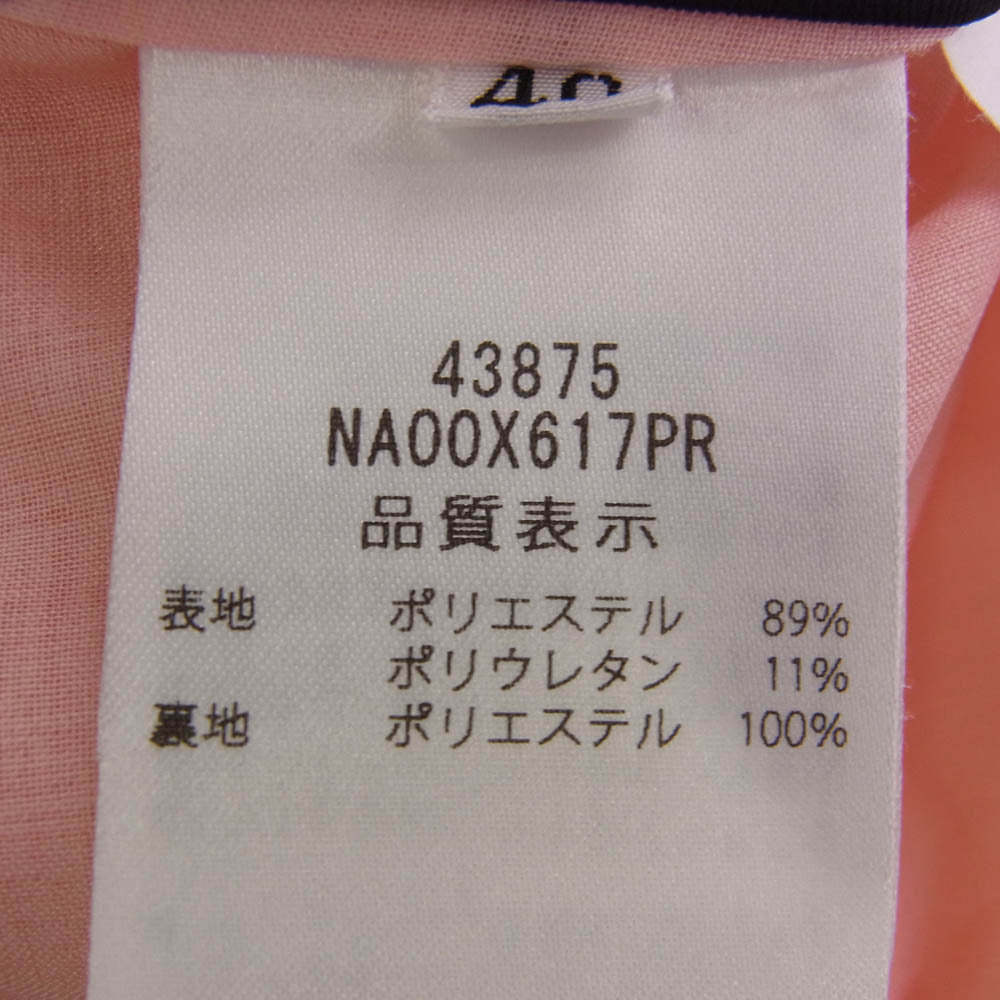 43875
NA00X617PR
品質表示
表地 ポリエステル 89%
ポリウレタン 11%
裏地 ポリエステル 100%